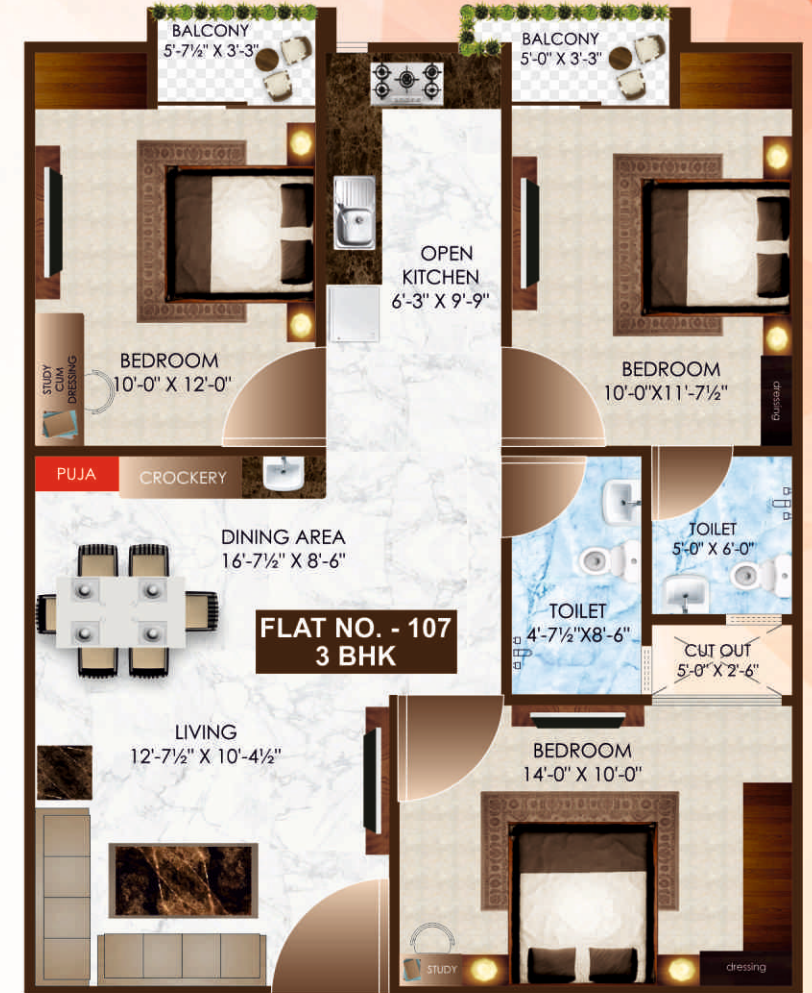 BALCONY
5'-7½" X 3'-3"
BALCONY
5'-0" X 3'-3"
OPEN
KITCHEN
6'-3" X 9'-9"
STUDY
CUM
DRESSING
BEDROOM
10'-0" X 12'-0"
BEDROOM
10'-0"X11'-7½"
dressing
PUJA
CROCKERY
DINING AREA
16'-7½" X 8'-6"
TOILET
5'-0" X 6'-0"
TOILET
4'-7½"X8'-6"
FLAT NO. - 107
3 BHK
CUT OUT
5'-0" X 2'-6"
LIVING
12'-7½" X 10'-4½"
BEDROOM
14'-0" X 10'-0"
STUDY
dressing